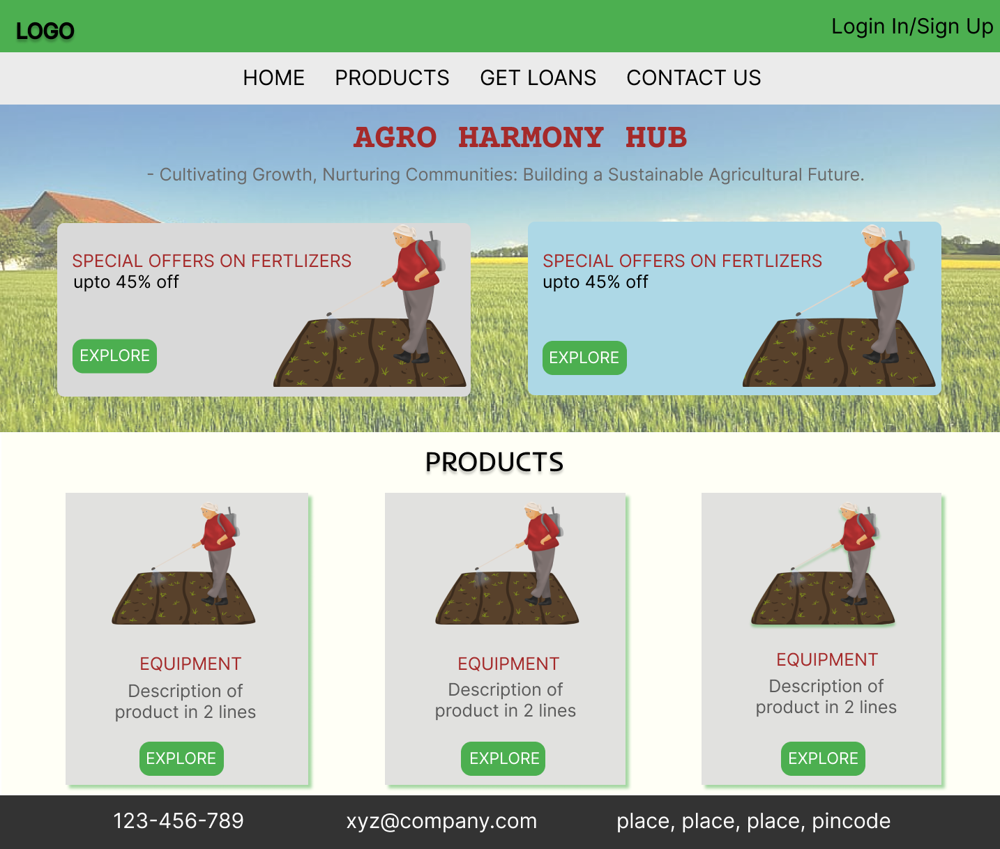 LOGO
Login In/Sign Up
HOME PRODUCTS GET LOANS CONTACT US
AGRO HARMONY HUB
- Cultivating Growth, Nurturing Communities: Building a Sustainable Agricultural Future.
SPECIAL OFFERS ON FERTLIZERS
upto 45% off
EXPLORE
SPECIAL OFFERS ON FERTLIZERS
upto 45% off
EXPLORE
PRODUCTS
EQUIPMENT
Description of
product in 2 lines
EXPLORE
EQUIPMENT
Description of
product in 2 lines
EXPLORE
EQUIPMENT
Description of
product in 2 lines
EXPLORE
123-456-789
xyz@company.com
place, place, place, pincode